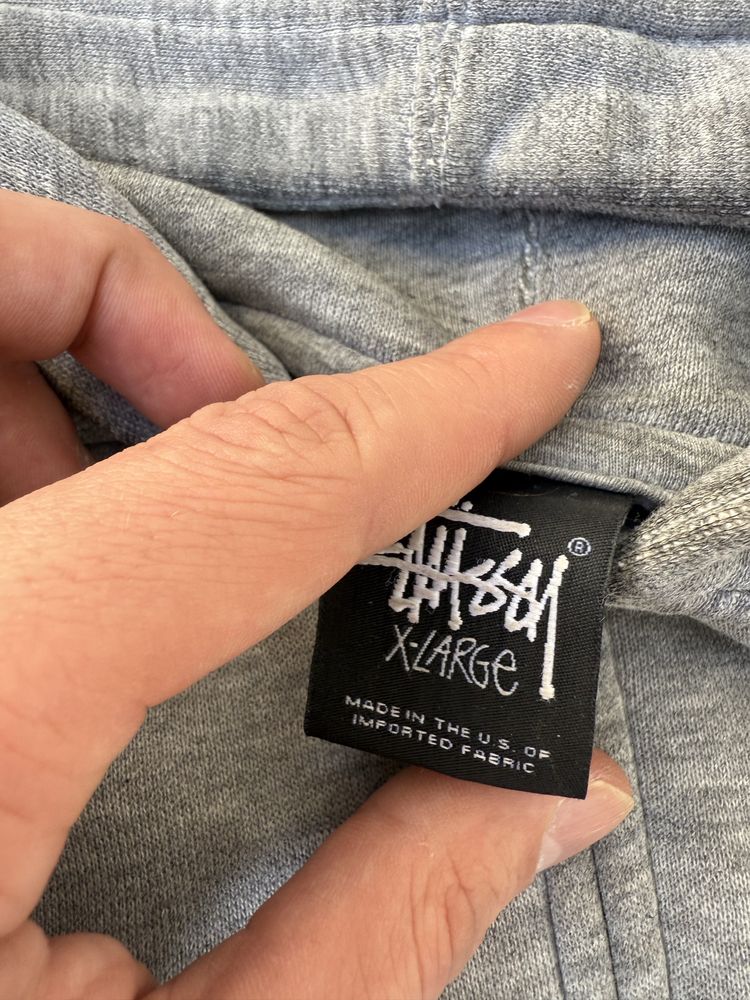 Stüssy ®
X-LARGE
MADE IN THE U.S. OF
IMPORTED FABRIC